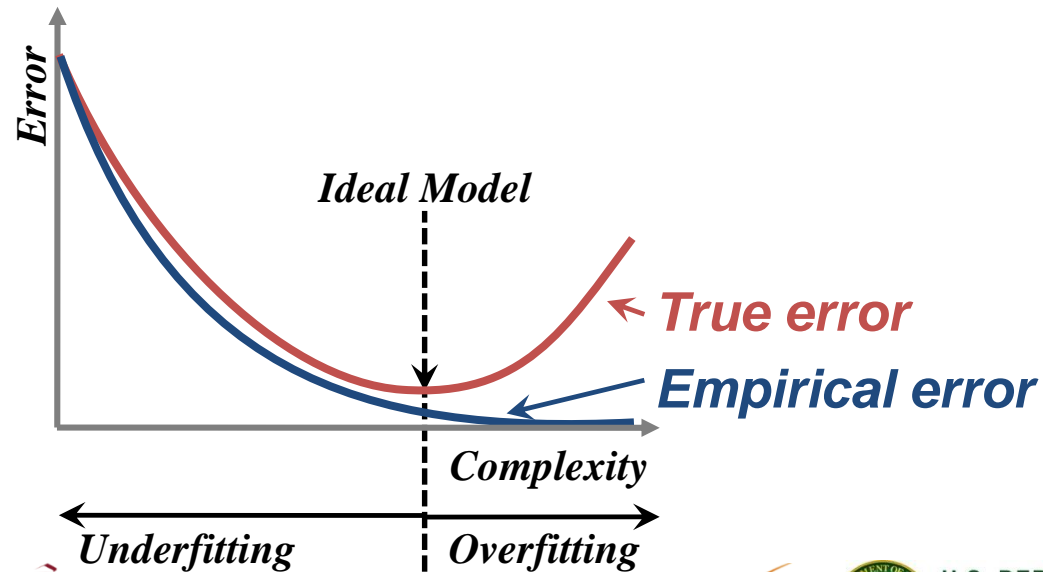 Error
Ideal Model
True error
Empirical error
Complexity
Underfitting
Overfitting